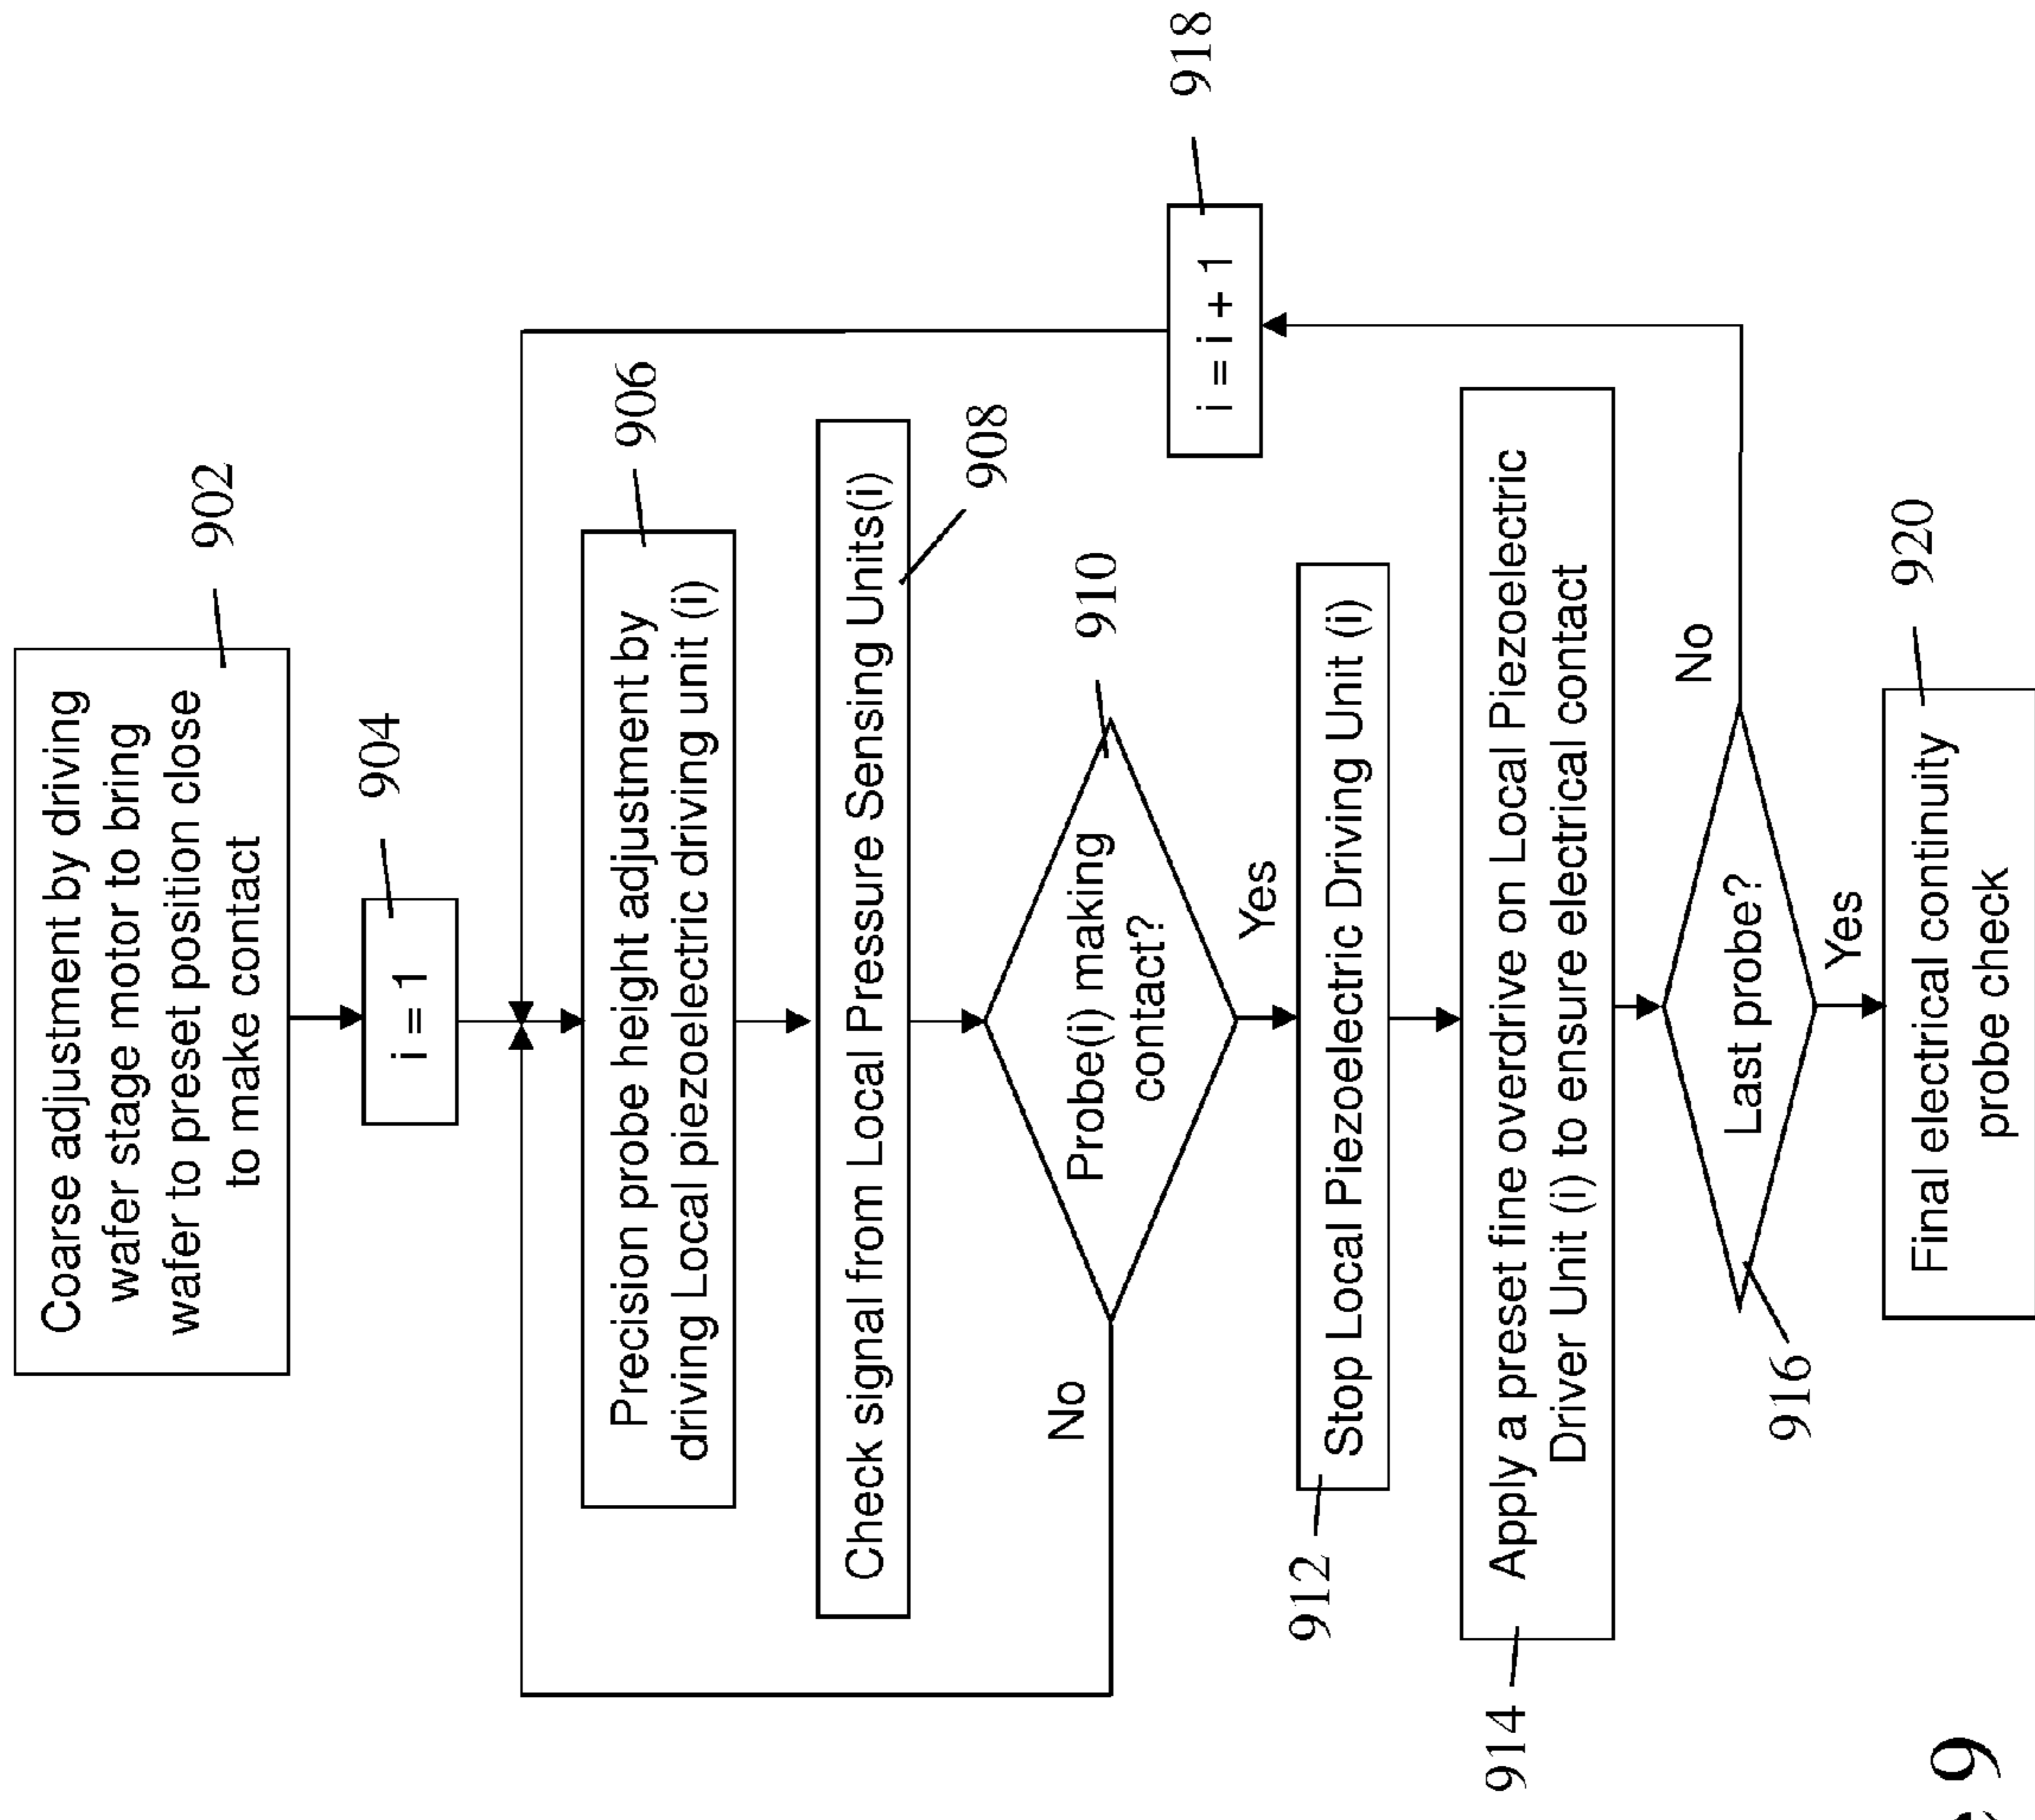 Coarse adjustment by driving
wafer stage motor to bring
wafer to preset position close
to make contact
902
i = 1
904
Precision probe height adjustment by
driving Local piezoelectric driving unit (i)
906
Check signal from Local Pressure Sensing Units(i)
908
Probe(i) making
contact?
910
No
Yes
Stop Local Piezoelectric Driving Unit (i)
912
i = i + 1
918
Apply a preset fine overdrive on Local Piezoelectric
Driver Unit (i) to ensure electrical contact
914
Last probe?
916
No
Yes
Final electrical continuity
probe check
920
9